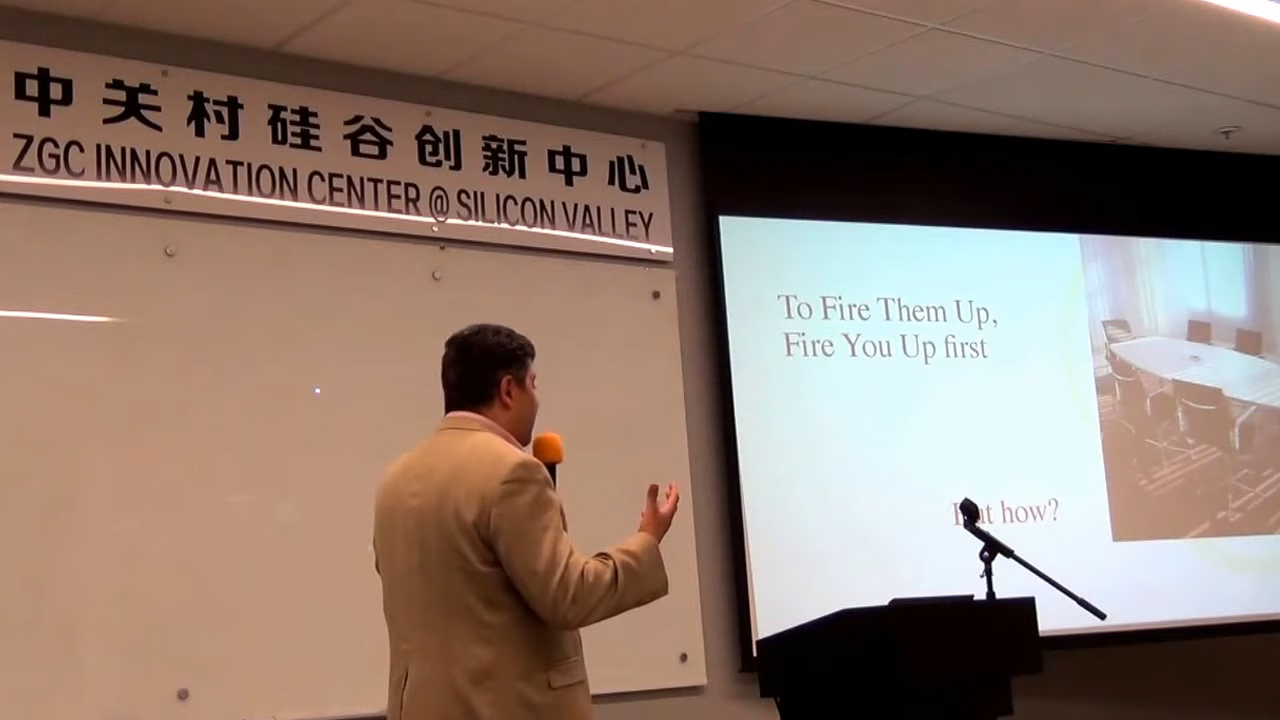 中关村硅谷创新中心
ZGC INNOVATION CENTER @ SILICON VALLEY
To Fire Them Up,
Fire You Up first
But how?